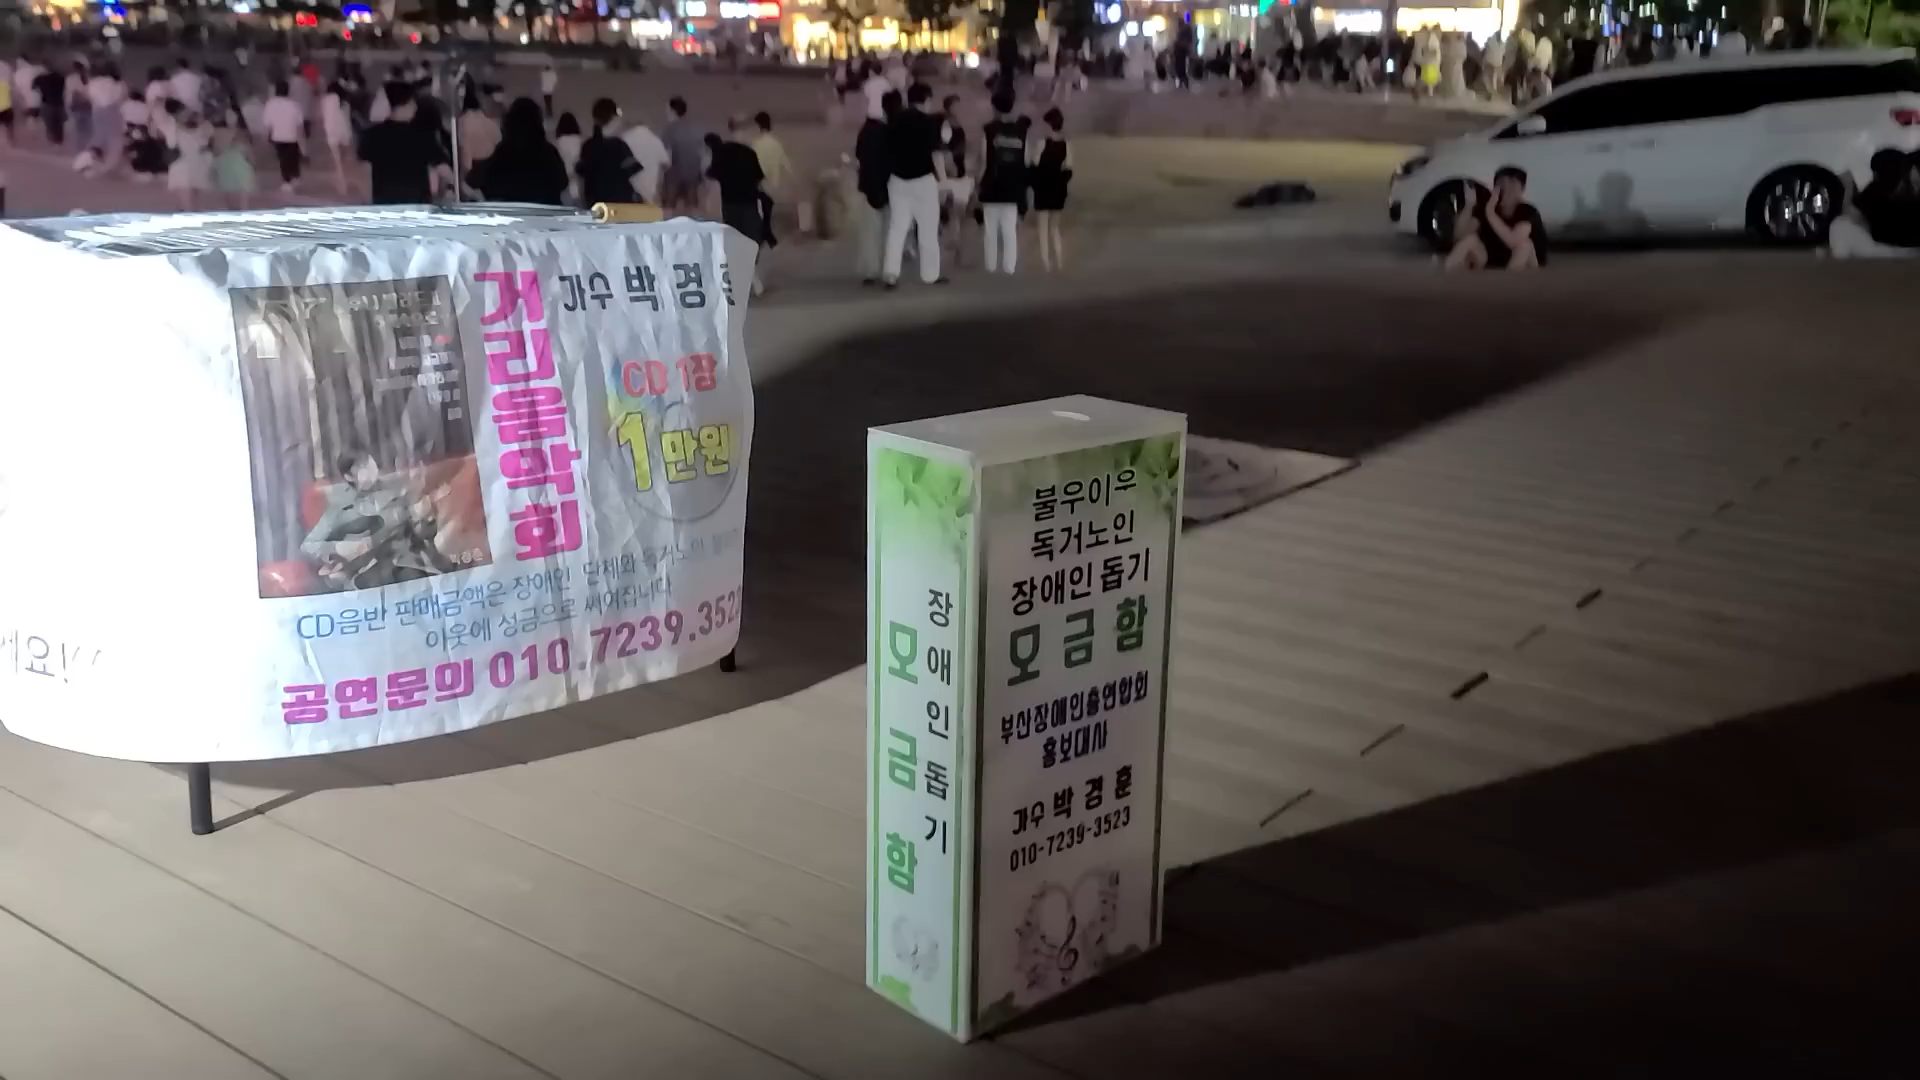 거리음악회
가수 박 경
CD 1장
1만원
CD음반 판매금액은 장애인 단체와 독거노인
이웃에 성금으로 쓰여집니다
공연문의 010.7239.352
장애인돕기
모금함
불우이우
독거노인
장애인 돕기
모금함
부산장애인총연합회
홍보대사
가수 박 경 훈
010-7239-3523